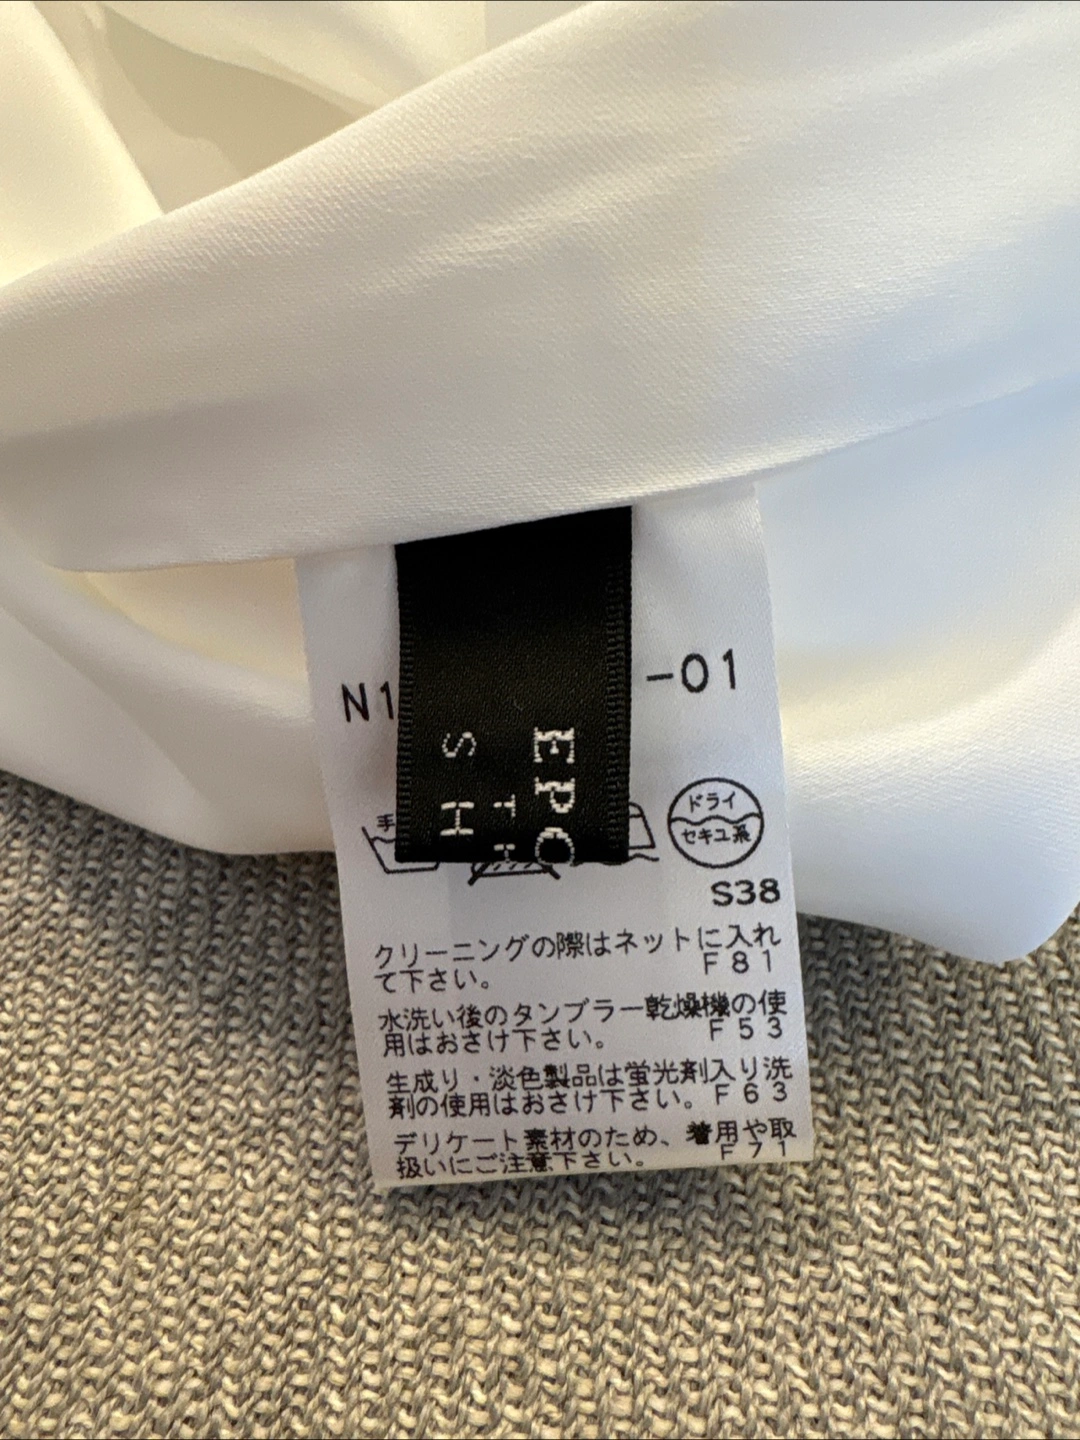 N1
-01
EPO
TH
SH
手
ドライ
セキユ系
S38
クリーニングの際はネットに入れ
て下さい。 F81
水洗い後のタンブラー乾燥機の使
用はおさけ下さい。 F53
生成り・淡色製品は蛍光剤入り洗
剤の使用はおさけ下さい。F63
デリケート素材のため、着用や取
扱いにご注意下さい。 F71